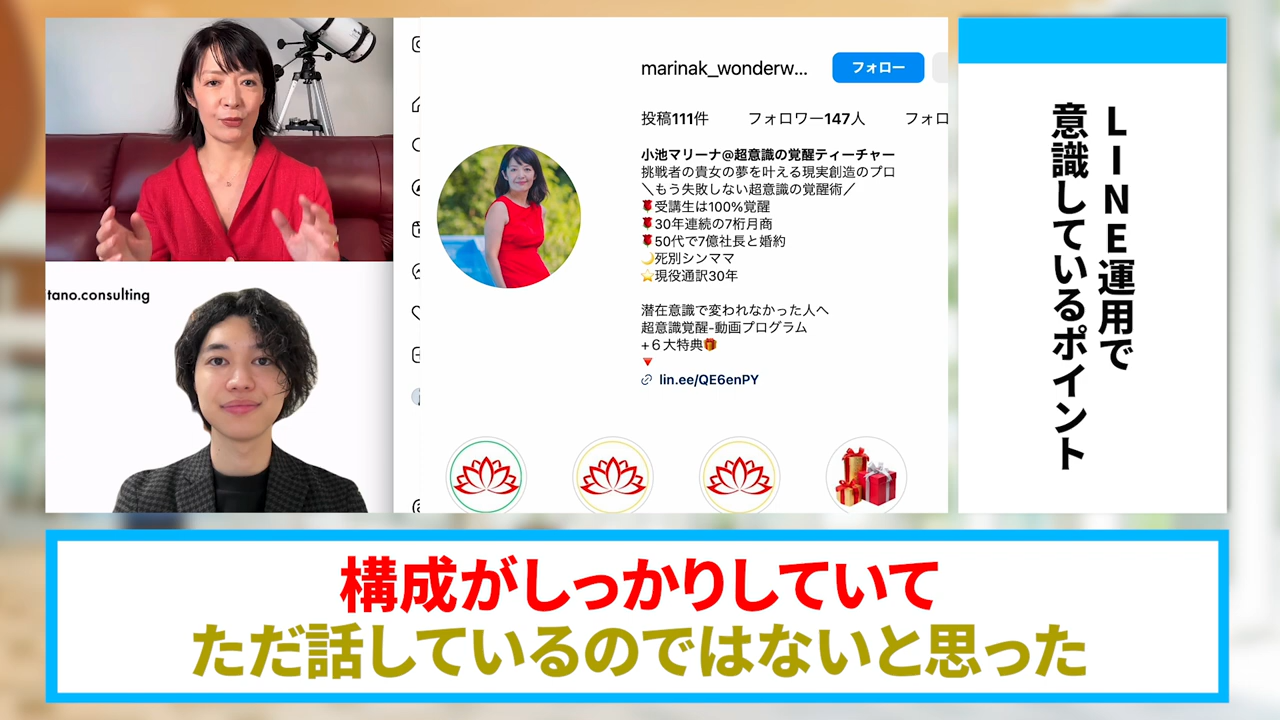 tano.consulting
marinak_wonderw...
フォロー
投稿111件
フォロワー147人
フォロ
小池マリーナ@超意識の覚醒ティーチャー
挑戦者の貴女の夢を叶える現実創造のプロ
＼もう失敗しない超意識の覚醒術／
🌹受講生は100%覚醒
🌹30年連続の7桁月商
🌹50代で7億社長と婚約
🌙死別シンママ
⭐現役通訳30年
潜在意識で変われなかった人へ
超意識覚醒-動画プログラム
+６大特典🎁
🔻
lin.ee/QE6enPY
LINE運用で
意識しているポイント
構成がしっかりしていて
ただ話しているのではないと思った